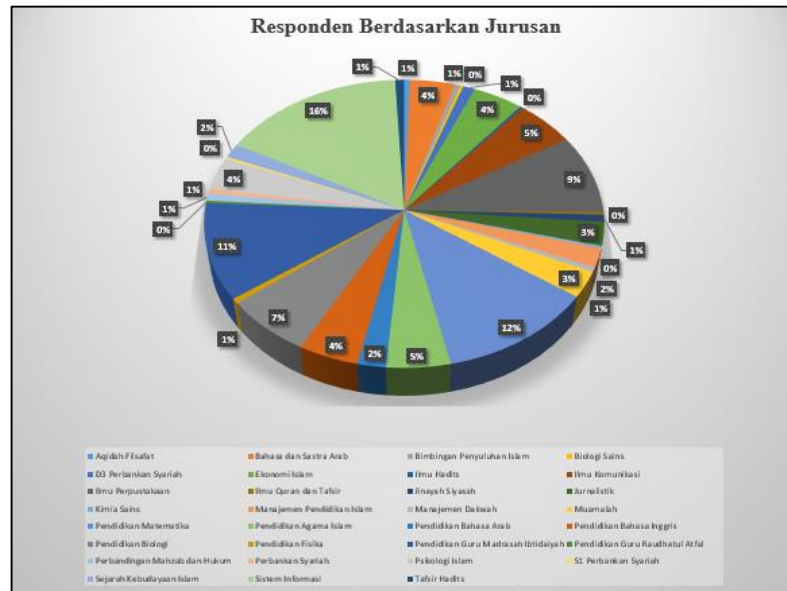 Responden Berdasarkan Jurusan
1% 1% 4% 1% 0% 1% 4% 0% 5%
16%
2%
0%
4%
1%
1%
0%
11%
9%
0%
1%
3%
0%
2%
1%
3%
12%
5%
2%
4%
7%
1%
Aqidah Filsafat Bahasa dan Sastra Arab Bimbingan Penyuluhan Islam Biologi Sains
D3 Perbankan Syariah Ekonomi Islam Ilmu Hadits Ilmu Komunikasi
Ilmu Perpustakaan Ilmu Quran dan Tafsir Jinayah Siyasah Jurnalistik
Kimia Sains Manajemen Pendidikan Islam Manajemen Dakwah Muamalah
Pendidikan Matematika Pendidikan Agama Islam Pendidikan Bahasa Arab Pendidikan Bahasa Inggris
Pendidikan Biologi Pendidikan Fisika Pendidikan Guru Madrasah Ibtidaiyah Pendidikan Guru Raudhatul Atfal
Perbandingan Mahzab dan Hukum Perbankan Syariah Psikologi Islam S1 Perbankan Syariah
Sejarah Kebudayaan Islam Sistem Informasi Tafsir Hadits